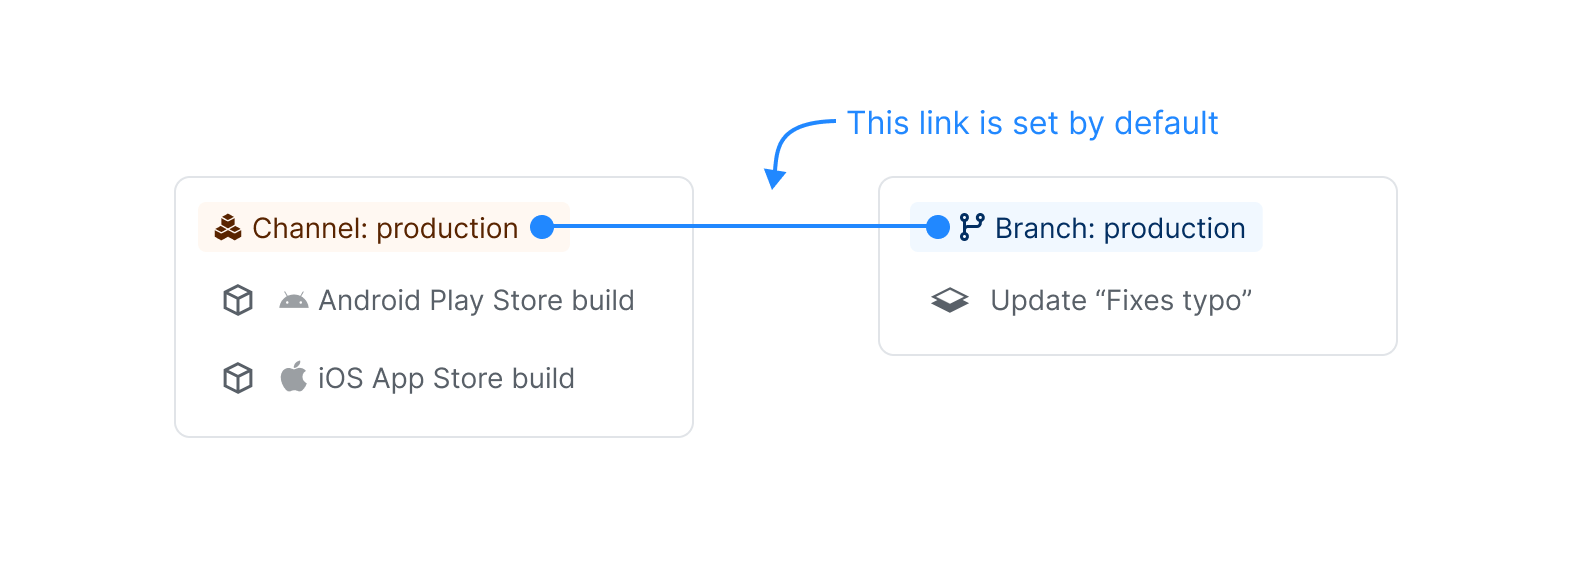 This link is set by default
Channel: production
Android Play Store build
iOS App Store build
Branch: production
Update “Fixes typo”